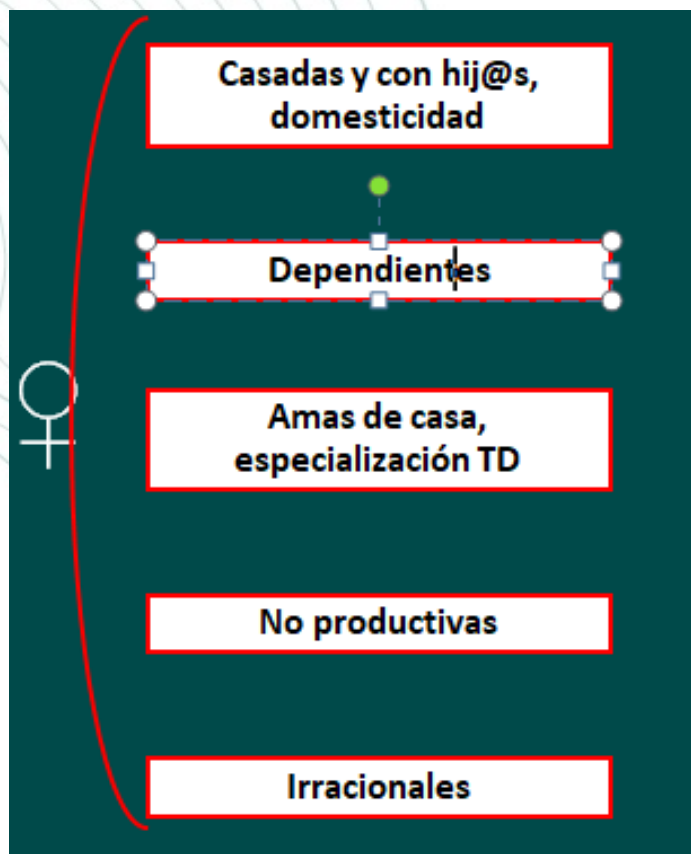 Casadas y con hij@s,
domesticidad
Dependientes
Amas de casa,
especialización TD
No productivas
Irracionales